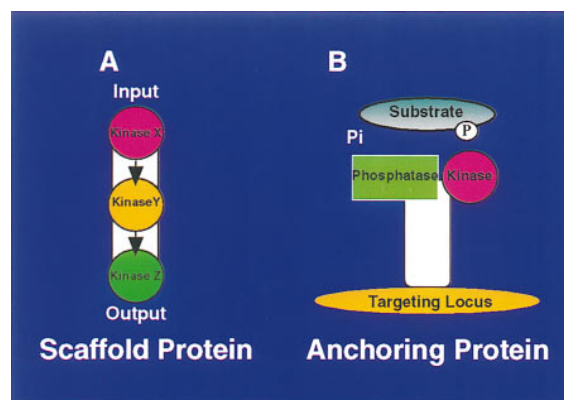 A
Input
Kinase X
KinaseY
Kinase Z
Output
Scaffold Protein
B
Substrate
P
Pi
Phosphatase
Kinase
Targeting Locus
Anchoring Protein